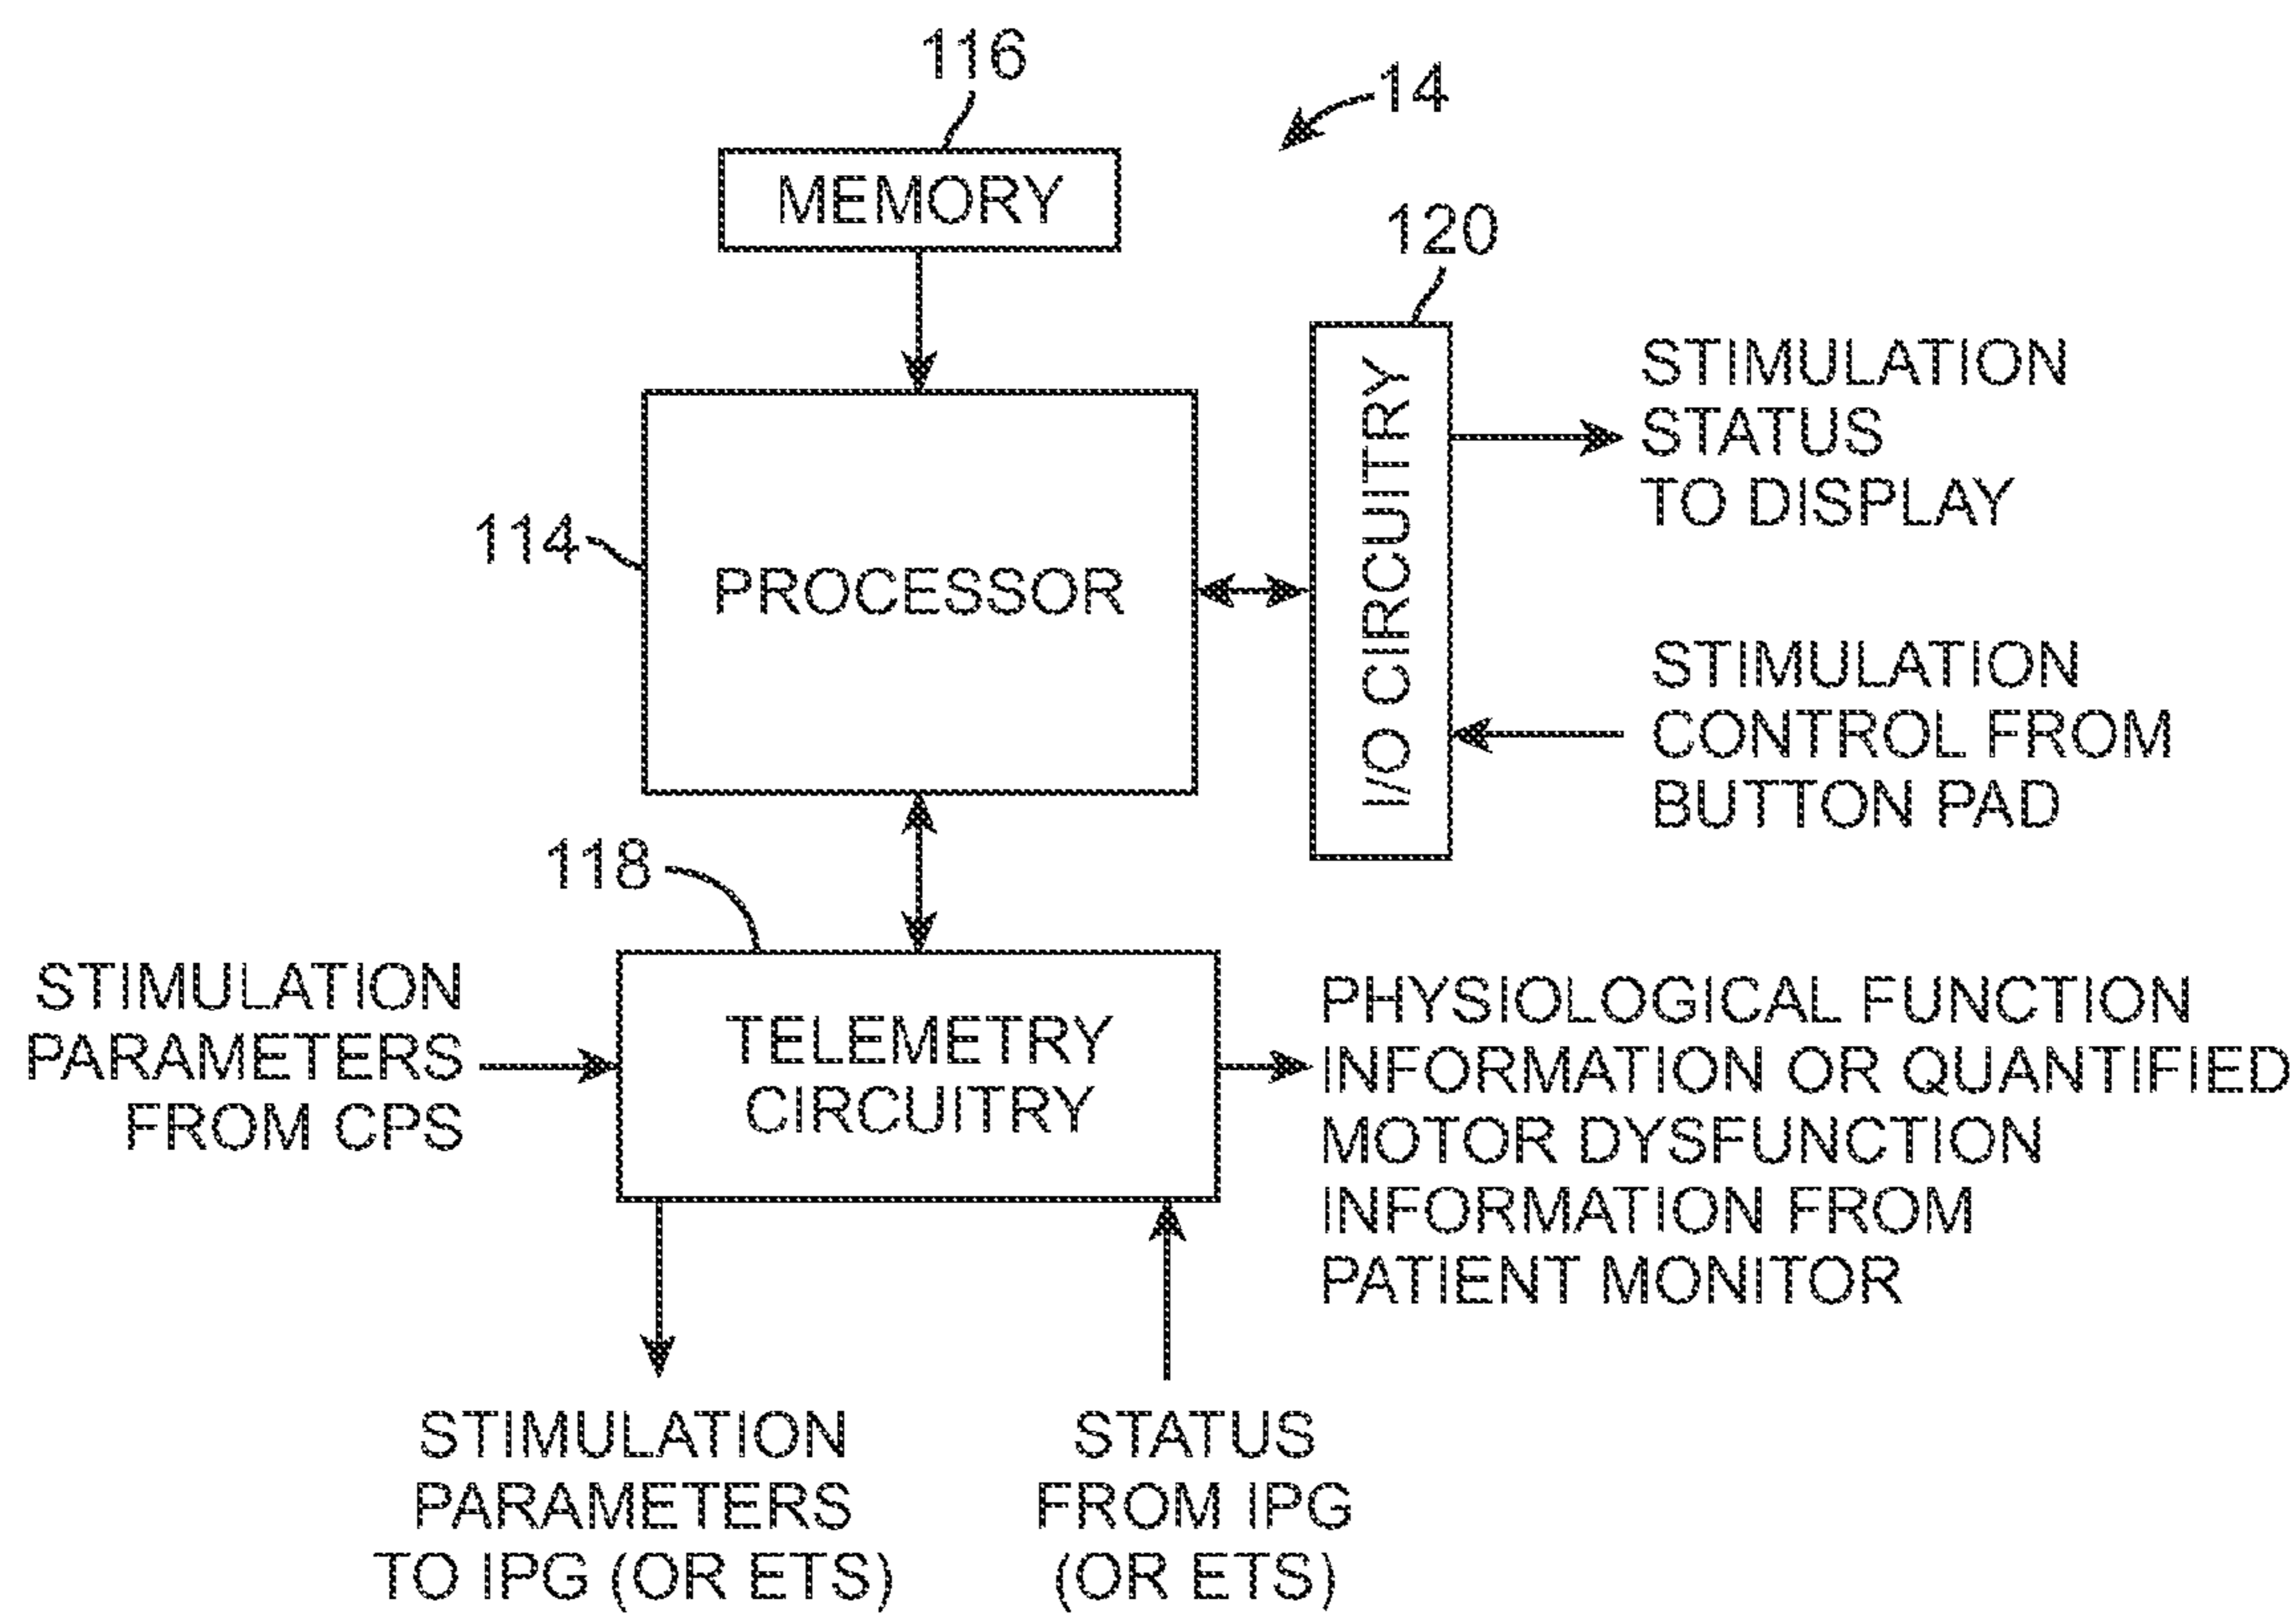 116
14
MEMORY
120
STIMULATION
STATUS
TO DISPLAY
114
PROCESSOR
I/O CIRCUITRY
STIMULATION
CONTROL FROM
BUTTON PAD
118
STIMULATION
PARAMETERS
FROM CPS
TELEMETRY
CIRCUITRY
PHYSIOLOGICAL FUNCTION
INFORMATION OR QUANTIFIED
MOTOR DYSFUNCTION
INFORMATION FROM
PATIENT MONITOR
STIMULATION
PARAMETERS
TO IPG (OR ETS)
STATUS
FROM IPG
(OR ETS)